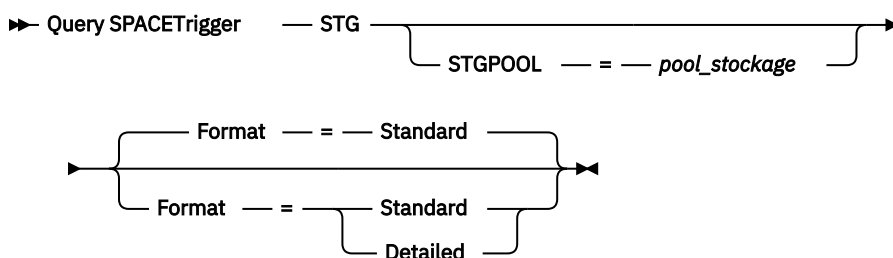 Query SPACETrigger STG
STGPOOL = pool_stockage
Format = Standard
Format = Standard
Detailed